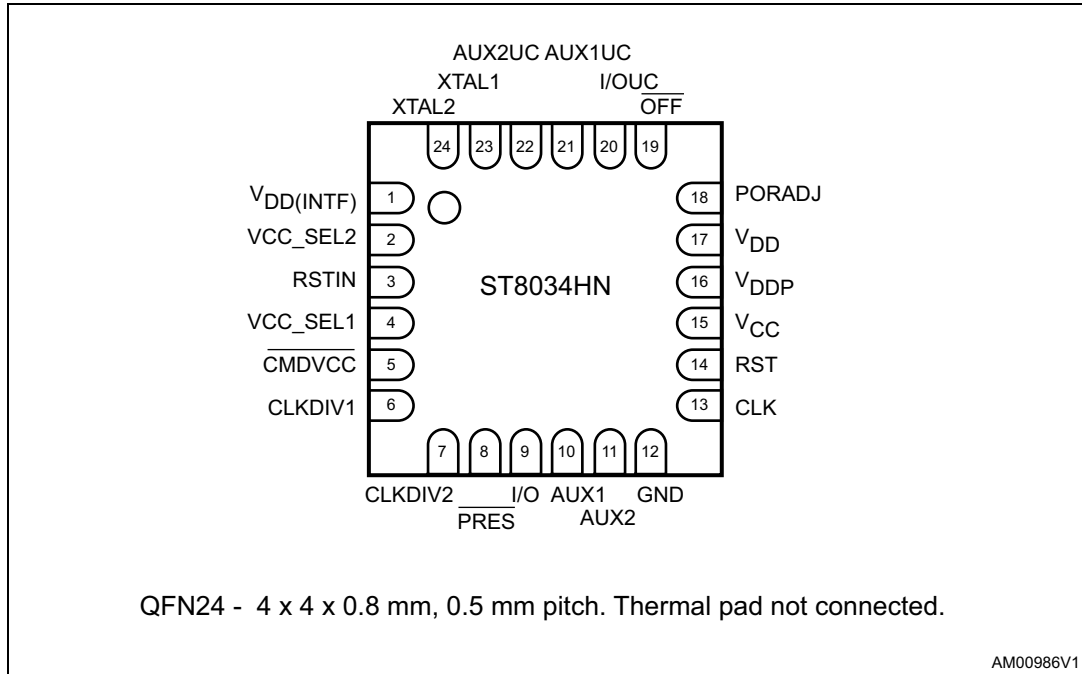 AUX2UC AUX1UC
XTAL1 I/OUC
XTAL2 OFF
24 23 22 21 20 19
VDD(INTF) 1 18 PORADJ
VCC_SEL2 2 17 VDD
RSTIN 3 ST8034HN 16 VDDP
VCC_SEL1 4 15 VCC
CMDVCC 5 14 RST
CLKDIV1 6 13 CLK
7 8 9 10 11 12
CLKDIV2 I/O AUX1 GND
PRES AUX2
QFN24 - 4 x 4 x 0.8 mm, 0.5 mm pitch. Thermal pad not connected.
AM00986V1